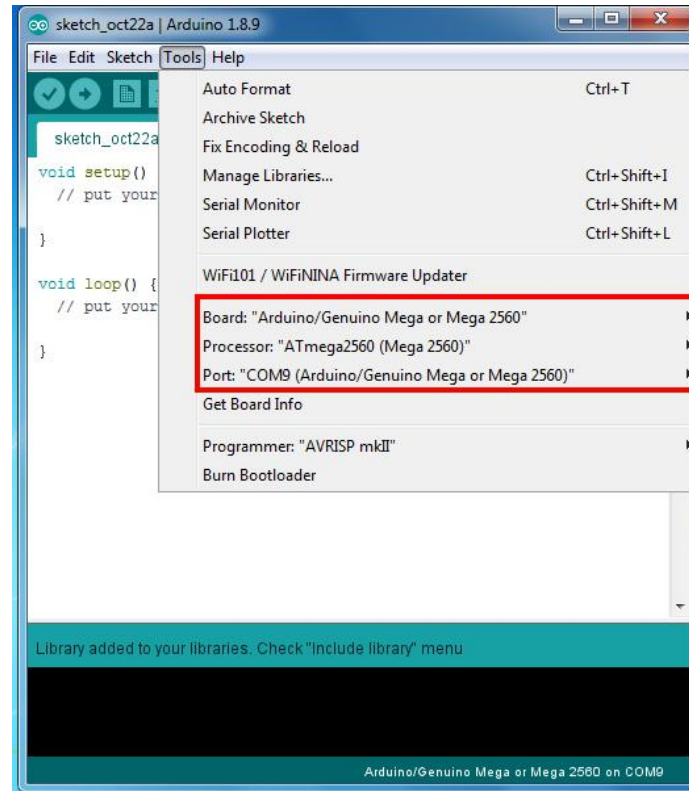 sketch_oct22a | Arduino 1.8.9
File Edit Sketch Tools Help
sketch_oct22a
void setup()
// put your
}
void loop() {
// put your
}
Auto Format Ctrl+T
Archive Sketch
Fix Encoding & Reload
Manage Libraries... Ctrl+Shift+I
Serial Monitor Ctrl+Shift+M
Serial Plotter Ctrl+Shift+L
WiFi101 / WiFiNINA Firmware Updater
Board: "Arduino/Genuino Mega or Mega 2560"
Processor: "ATmega2560 (Mega 2560)"
Port: "COM9 (Arduino/Genuino Mega or Mega 2560)"
Get Board Info
Programmer: "AVRISP mkII"
Burn Bootloader
Library added to your libraries. Check "Include library" menu
Arduino/Genuino Mega or Mega 2560 on COM9